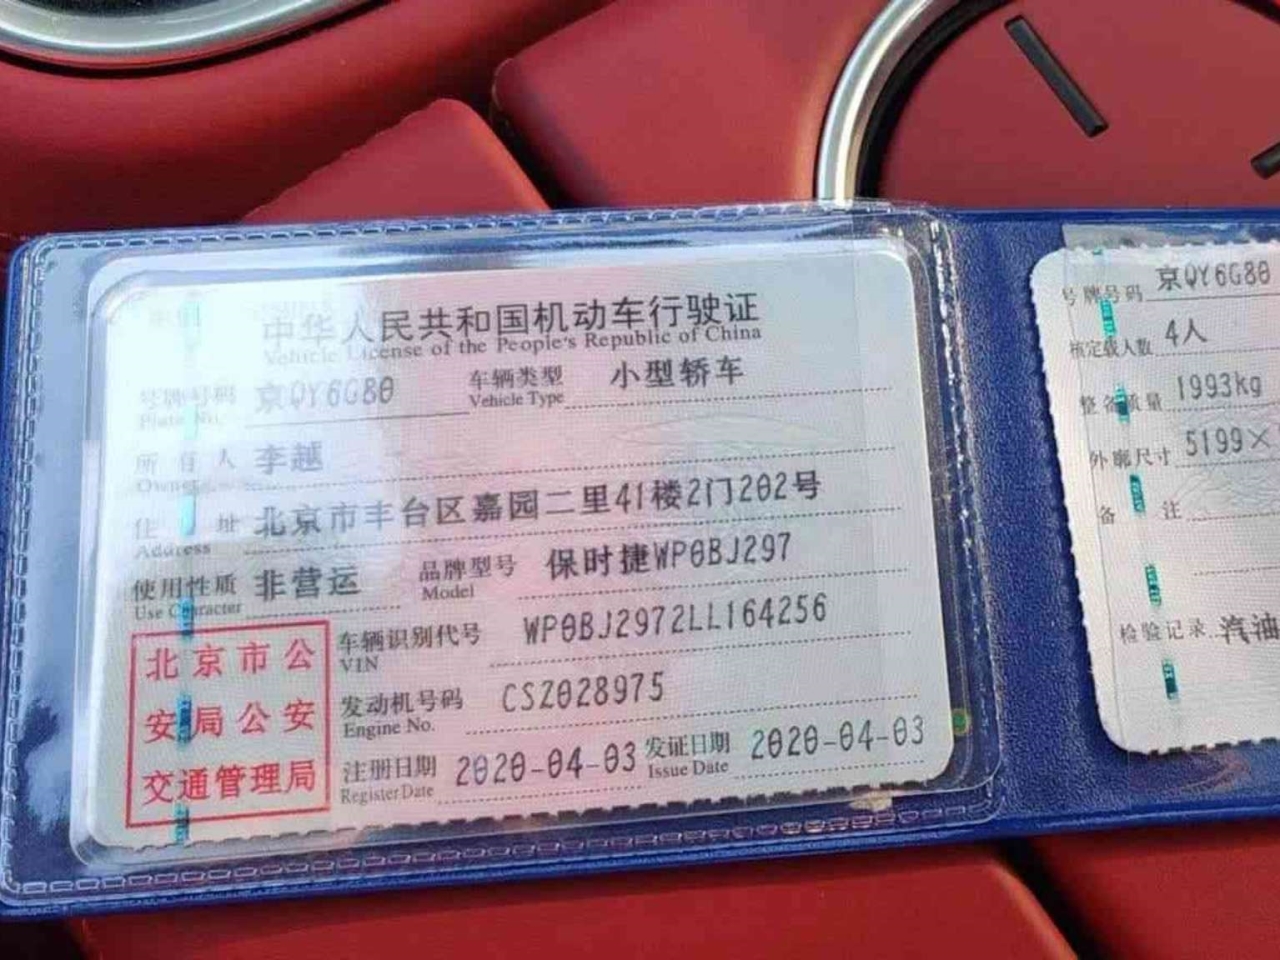 中华人民共和国机动车行驶证
Vehicle License of the People's Republic of China
号牌号码 京QY6G80 车辆类型 小型轿车
Plate No. Vehicle Type
所有人 李越
Owner
住址 北京市丰台区嘉园二里41楼2门202号
Address
使用性质 非营运 品牌型号 保时捷WP0BJ297
Use Character Model
北京市公
安局公安
交通管理局
车辆识别代号 WP0BJ2972LL164256
VIN
发动机号码 CSZ028975
Engine No.
注册日期 2020-04-03 发证日期 2020-04-03
Register Date Issue Date
号牌号码 京QY6G80
核定载人数 4人
整备质量 1993kg
外廓尺寸 5199×
备注
检验记录 汽油